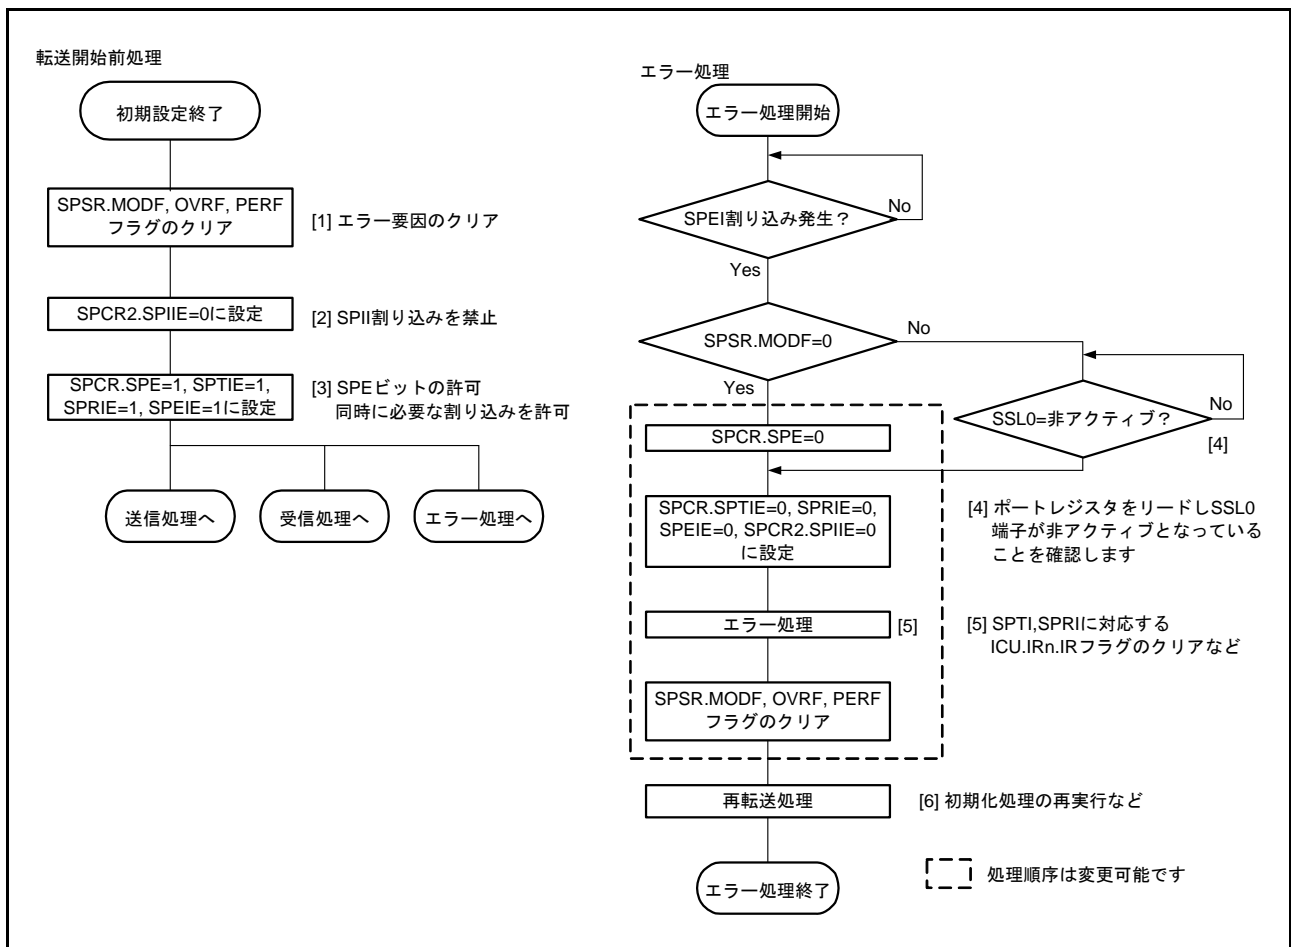 転送開始前処理
初期設定終了
SPSR.MODF, OVRF, PERF
フラグのクリア
[1] エラー要因のクリア
SPCR2.SPIIE=0に設定
[2] SPII割り込みを禁止
SPCR.SPE=1, SPTIE=1,
SPRIE=1, SPEIE=1に設定
[3] SPEビットの許可
同時に必要な割り込みを許可
送信処理へ
受信処理へ
エラー処理へ
エラー処理
エラー処理開始
SPEI割り込み発生？
No
Yes
SPSR.MODF=0
No
Yes
SSL0=非アクティブ？
No
[4]
SPCR.SPE=0
SPCR.SPTIE=0, SPRIE=0,
SPEIE=0, SPCR2.SPIIE=0
に設定
[4] ポートレジスタをリードしSSL0
端子が非アクティブとなっている
ことを確認します
エラー処理
[5]
[5] SPTI,SPRIに対応する
ICU.IRn.IRフラグのクリアなど
SPSR.MODF, OVRF, PERF
フラグのクリア
再転送処理
[6] 初期化処理の再実行など
エラー処理終了
処理順序は変更可能です